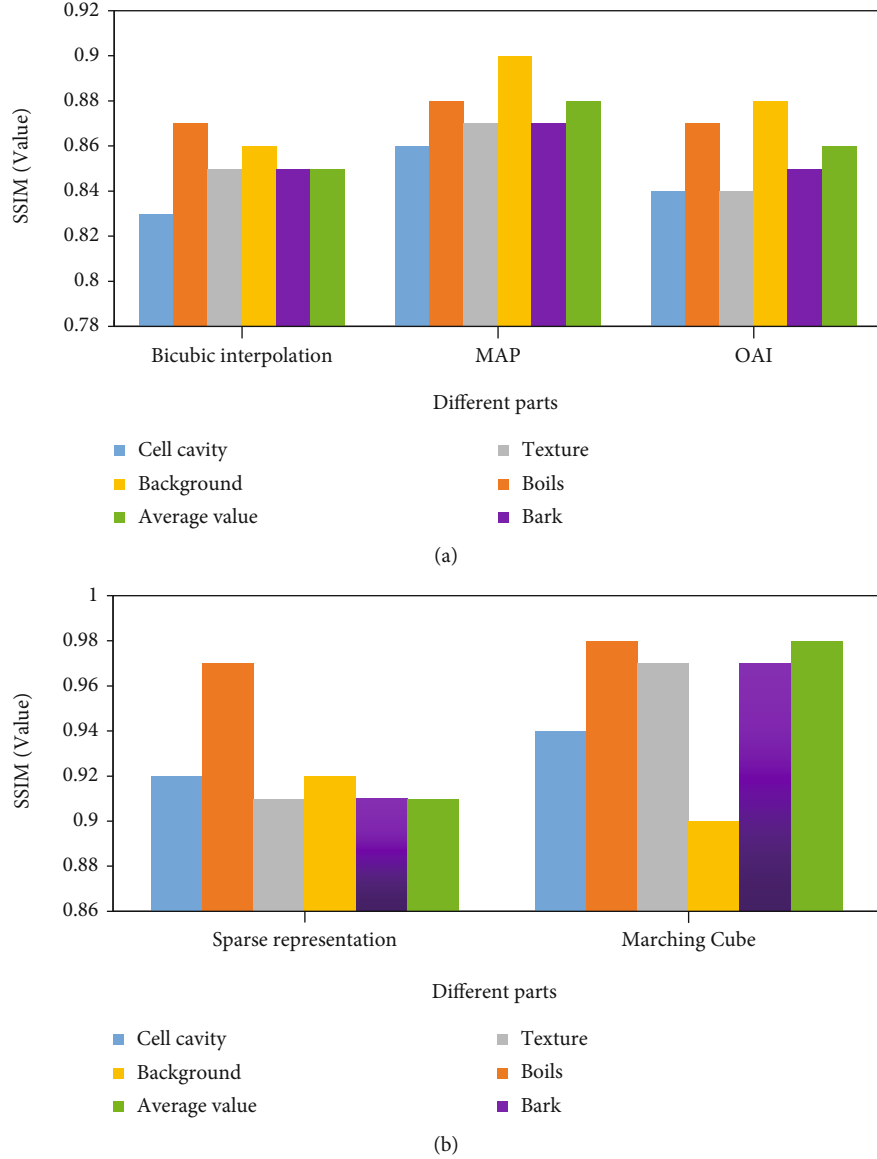 0.92
0.9
0.88
0.86
0.84
0.82
0.8
0.78
SSIM (Value)
Bicubic interpolation MAP OAI
Different parts
Cell cavity Texture
Background Boils
Average value Bark
(a)
1
0.98
0.96
0.94
0.92
0.9
0.88
0.86
SSIM (Value)
Sparse representation Marching Cube
Different parts
Cell cavity Texture
Background Boils
Average value Bark
(b)